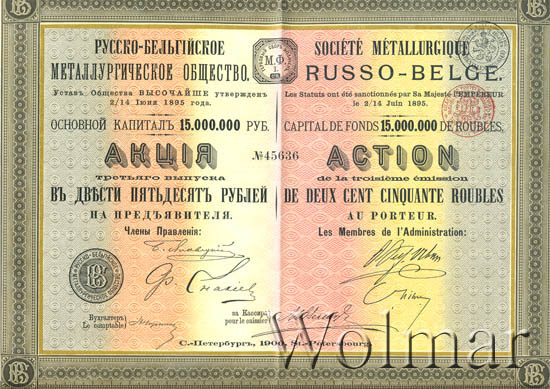 РУССКО-БЕЛЬГІЙСКОЕ
МЕТАЛЛУРГИЧЕСКОЕ ОБЩЕСТВО.
Уставъ Общества ВЫСОЧАЙШЕ утвержденъ
2/14 Іюня 1895 года.
ОСНОВНОЙ КАПИТАЛЪ 15.000.000 РУБ.
АКЦІЯ
третьяго выпуска
ВЪ ДВѢСТИ ПЯТЬДЕСЯТЪ РУБЛЕЙ
НА ПРЕДЪЯВИТЕЛЯ.
Члены Правленія:
Бухгалтеръ
Le comptable
М.Ф.
I.
№45636
SOCIÉTÉ MÉTALLURGIQUE
RUSSO-BELGE.
Les Statuts ont été sanctionnés par Sa Majesté l'EMPÉREUR
le 2/14 Juin 1895.
CAPITAL DE FONDS 15.000.000 DE ROUBLES.
ACTION
de la troisième émission
DE DEUX CENT CINQUANTE ROUBLES
AU PORTEUR.
Les Membres de l'Administration:
за Кассира
pour le caissier
С.-Петербургъ, 1900, St.-Petersbourg.
Wolmar